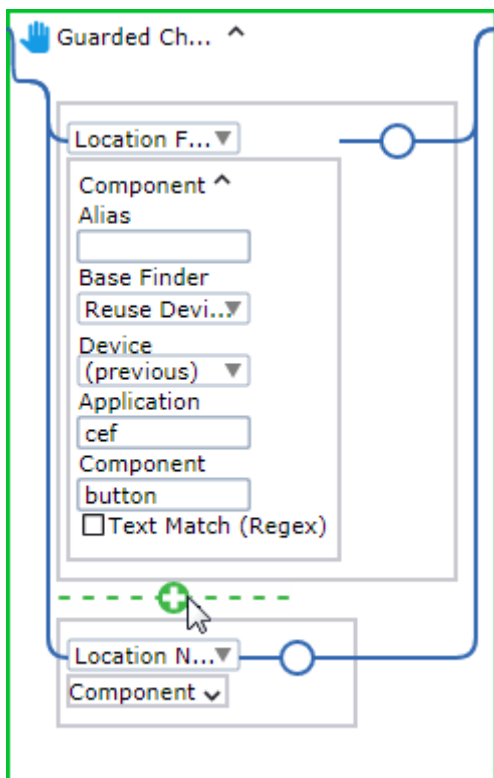 Guarded Ch...
Location F...
Component
Alias
Base Finder
Reuse Devi...
Device
(previous)
Application
cef
Component
button
Text Match (Regex)
Location N...
Component